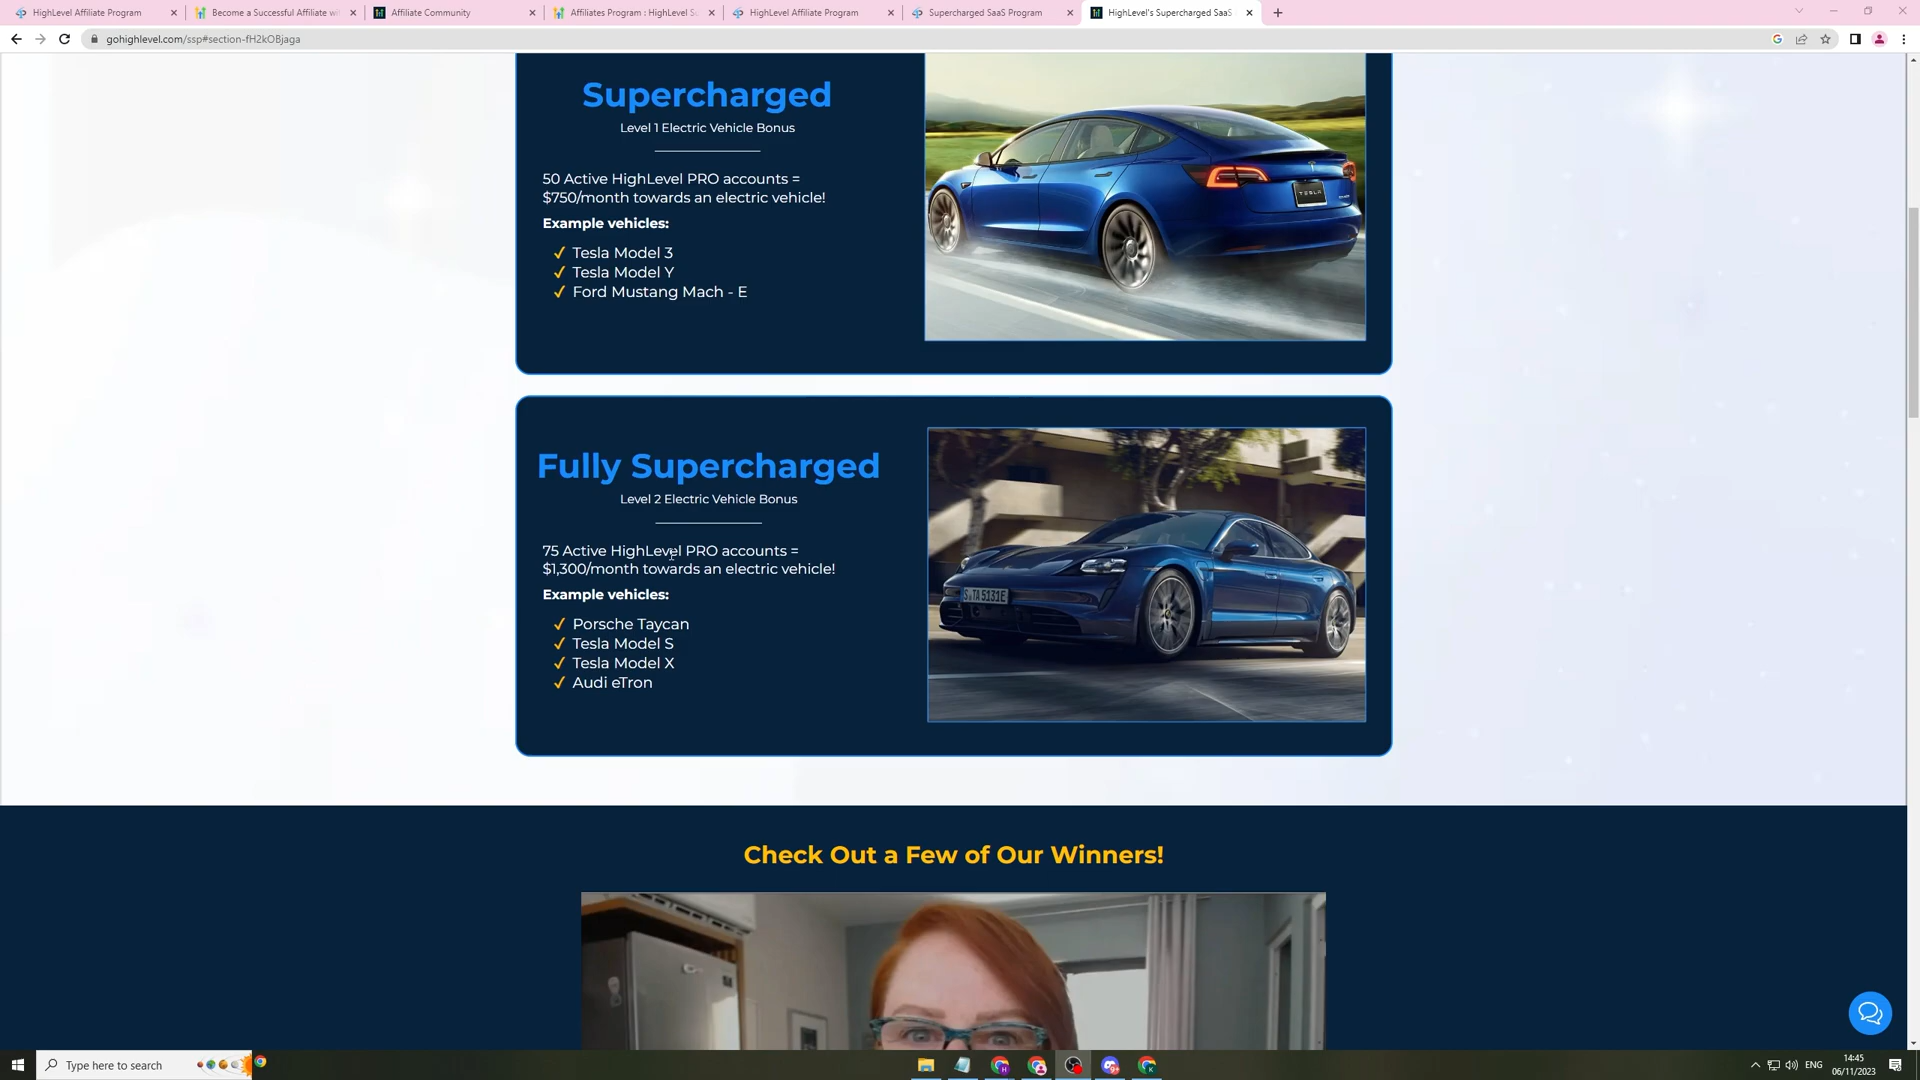 HighLevel Affiliate Program
Become a Successful Affiliate wit
Affiliate Community
Affiliates Program : HighLevel Su
HighLevel Affiliate Program
Supercharged SaaS Program
HighLevel's Supercharged SaaS
gohighlevel.com/ssp#section-fH2kOBjaga
Supercharged
Level 1 Electric Vehicle Bonus
50 Active HighLevel PRO accounts =
$750/month towards an electric vehicle!
Example vehicles:
✓ Tesla Model 3
✓ Tesla Model Y
✓ Ford Mustang Mach - E
TESLA
Fully Supercharged
Level 2 Electric Vehicle Bonus
75 Active HighLevel PRO accounts =
$1,300/month towards an electric vehicle!
Example vehicles:
✓ Porsche Taycan
✓ Tesla Model S
✓ Tesla Model X
✓ Audi eTron
S TA 5131E
Check Out a Few of Our Winners!
Type here to search
ENG
14:45
06/11/2023